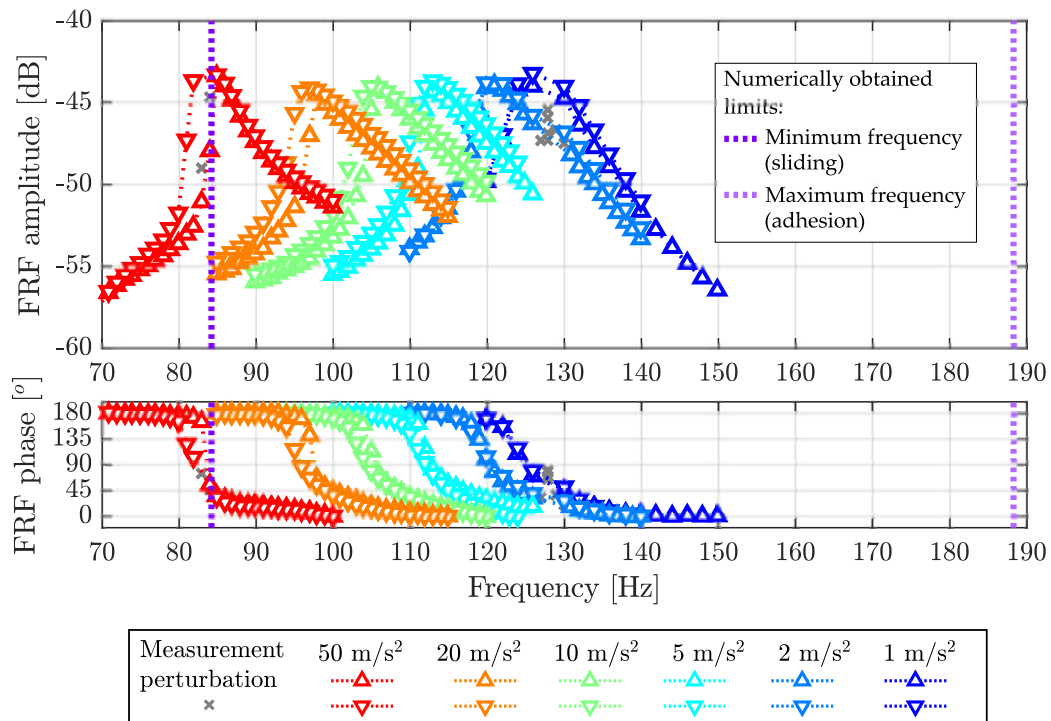 -40
-45
-50
-55
-60
FRF amplitude [dB]
Numerically obtained
limits:
Minimum frequency
(sliding)
Maximum frequency
(adhesion)
70 80 90 100 110 120 130 140 150 160 170 180 190
180
135
90
45
0
FRF phase [º]
70 80 90 100 110 120 130 140 150 160 170 180 190
Frequency [Hz]
Measurement
perturbation
50 m/s² 20 m/s² 10 m/s² 5 m/s² 2 m/s² 1 m/s²